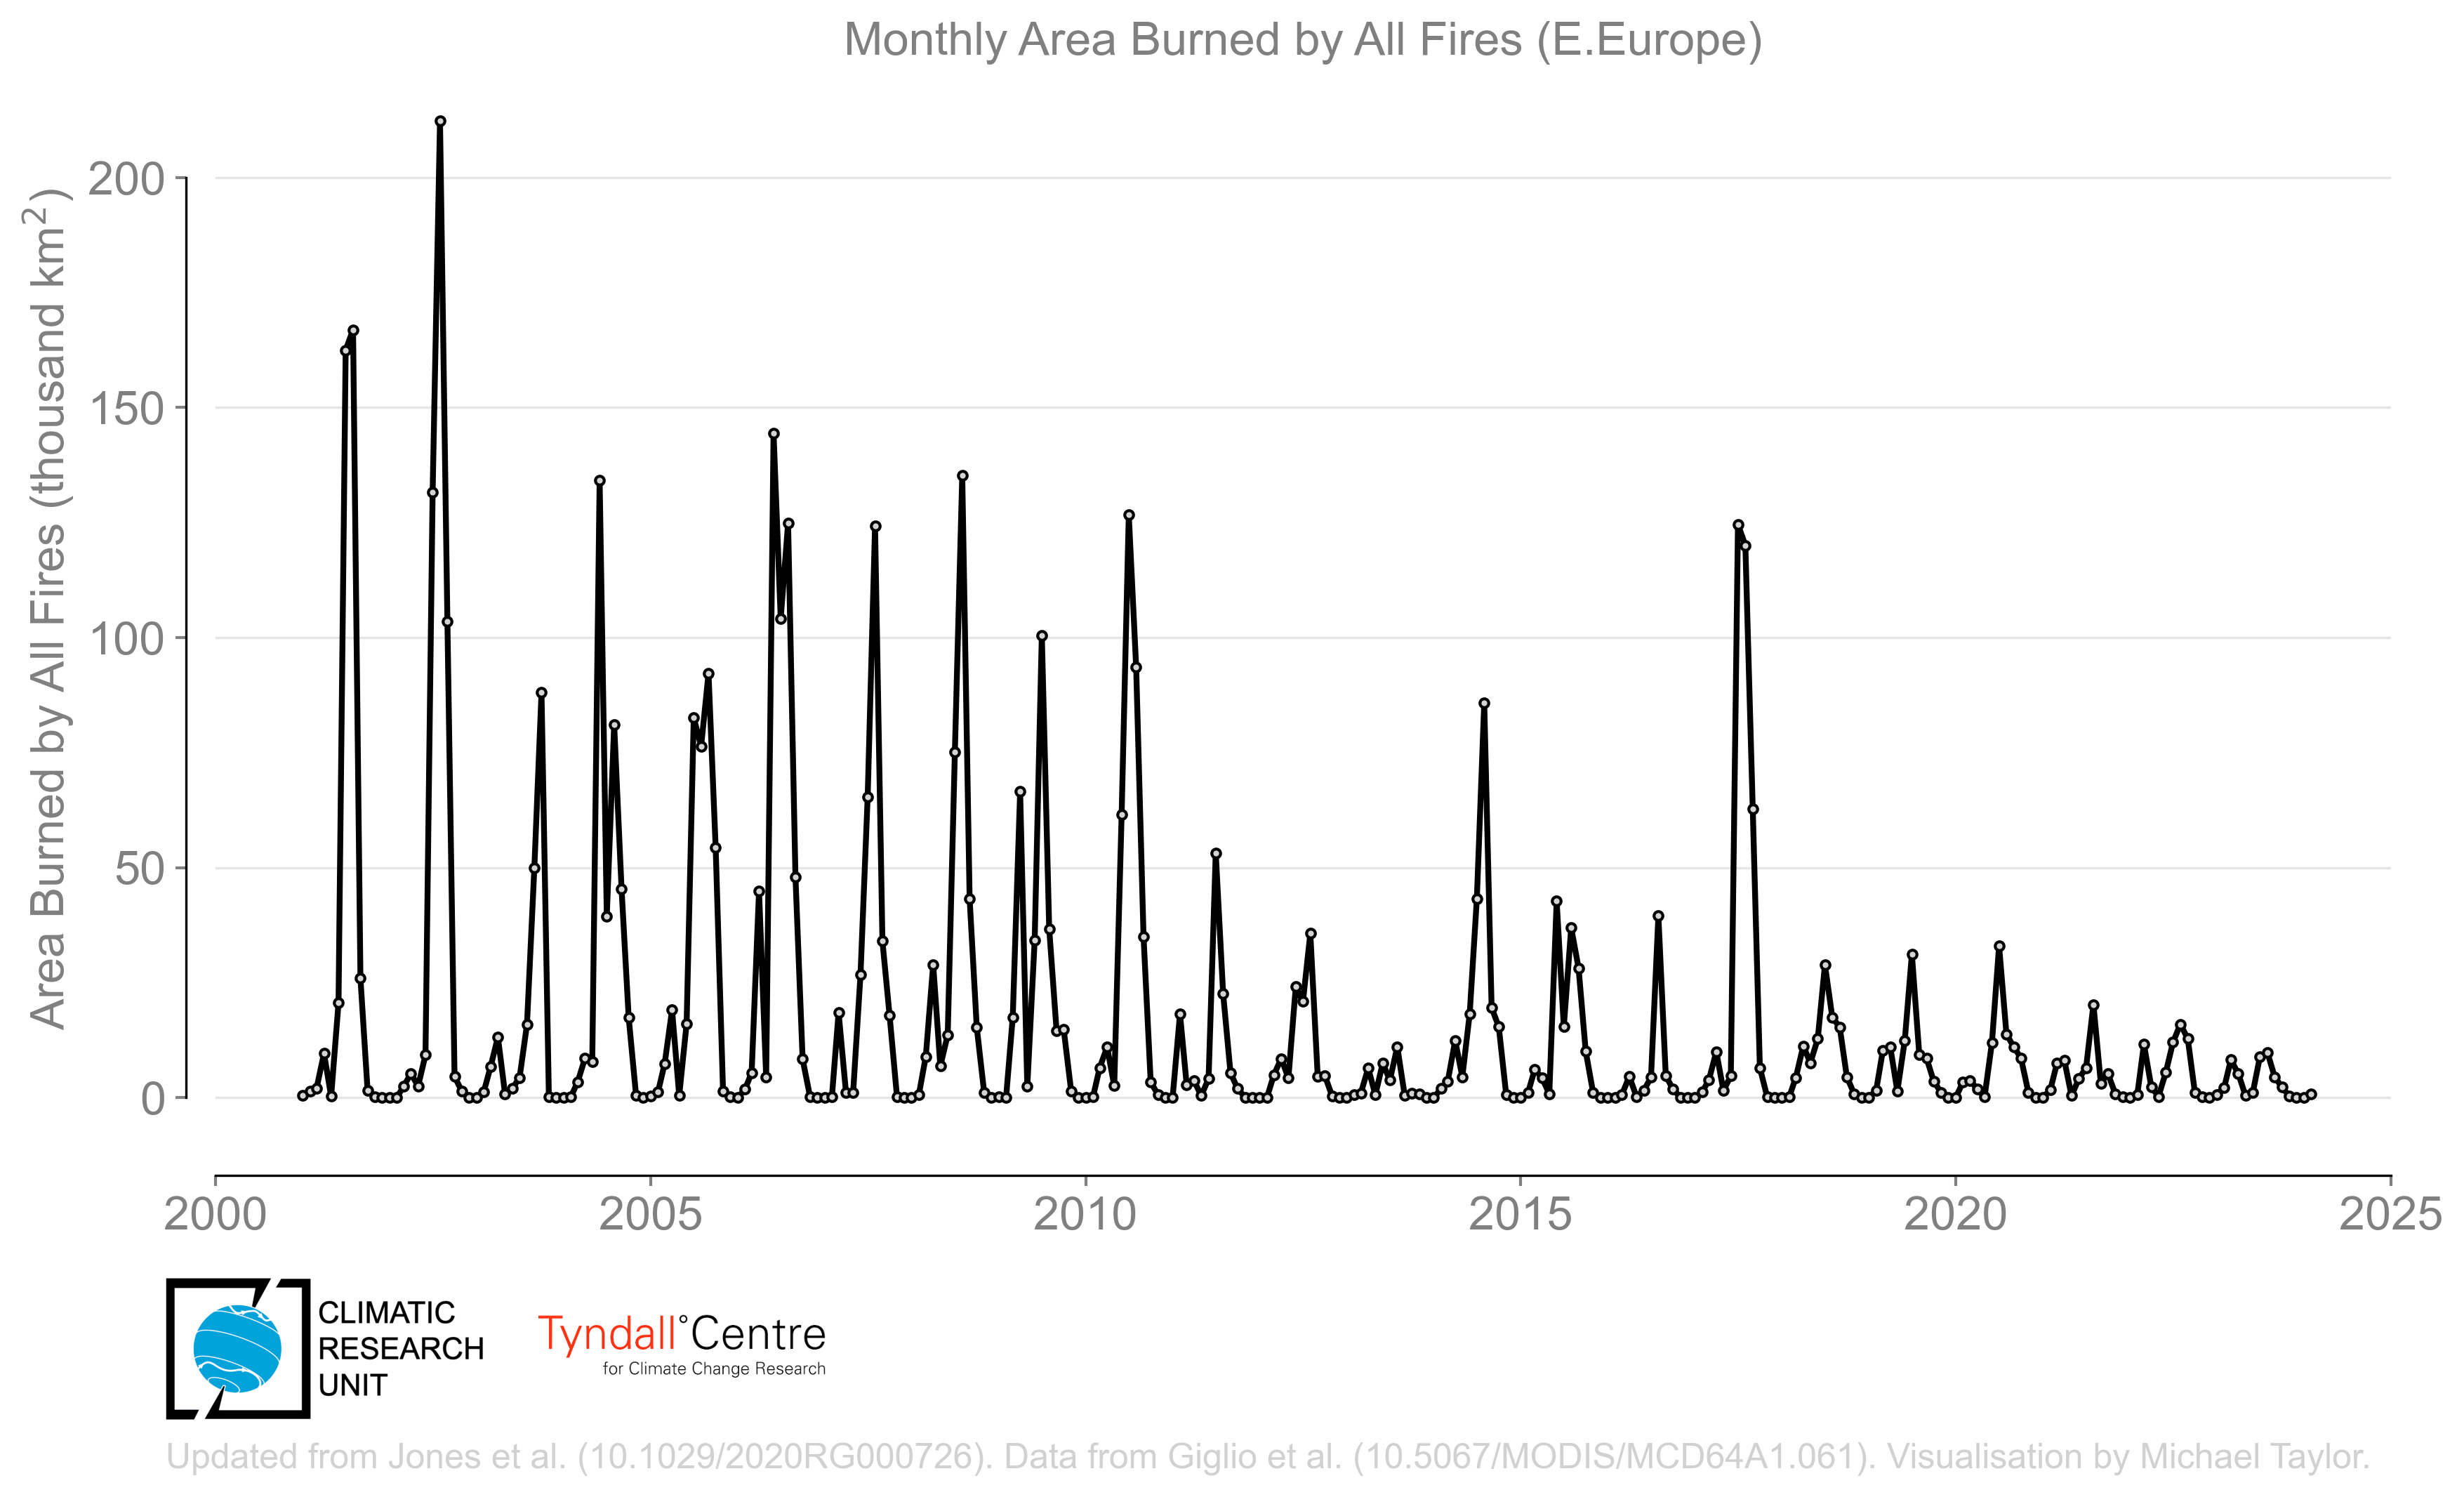 Monthly Area Burned by All Fires (E.Europe)
Area Burned by All Fires (thousand km²)
200
150
100
50
0
2000 2005 2010 2015 2020 2025
CLIMATIC
RESEARCH
UNIT
Tyndall°Centre
for Climate Change Research
Updated from Jones et al. (10.1029/2020RG000726). Data from Giglio et al. (10.5067/MODIS/MCD64A1.061). Visualisation by Michael Taylor.